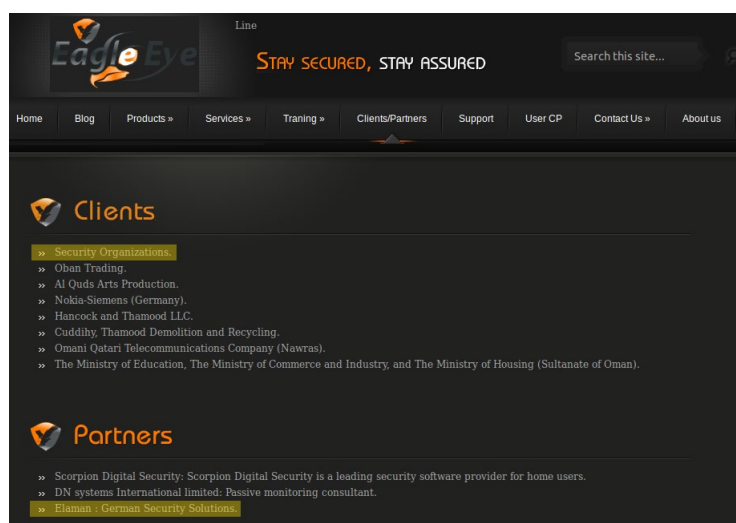 Line
Eagle Eye
STAY SECURED, STAY ASSURED
Search this site...
Home Blog Products » Services » Traning » Clients/Partners Support User CP Contact Us » About us
Clients
» Security Organizations.
» Oban Trading.
» Al Quds Arts Production.
» Nokia-Siemens (Germany).
» Hancock and Thamood LLC.
» Cuddihy, Thamood Demolition and Recycling.
» Omani Qatari Telecommunications Company (Nawras).
» The Ministry of Education, The Ministry of Commerce and Industry, and The Ministry of Housing (Sultanate of Oman).
Partners
» Scorpion Digital Security: Scorpion Digital Security is a leading security software provider for home users.
» DN systems International limited: Passive monitoring consultant.
» Elaman : German Security Solutions.